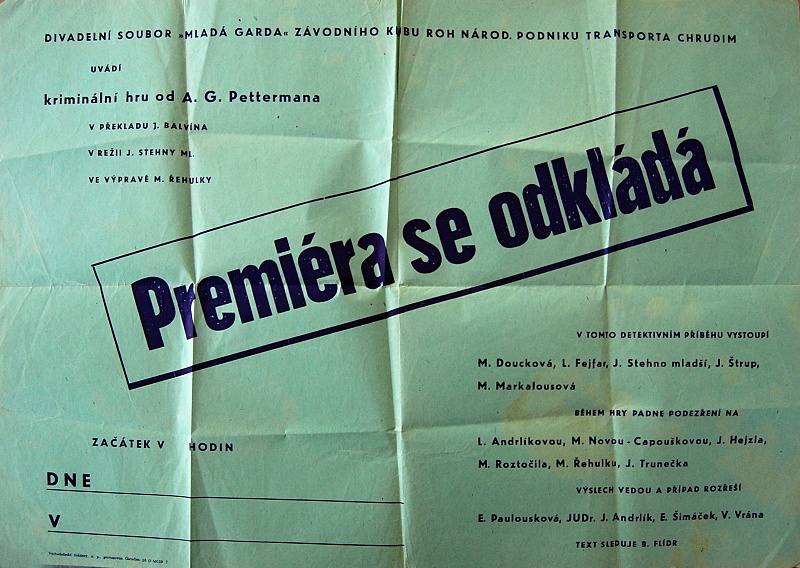 DIVADELNÍ SOUBOR »MLADÁ GARDA« ZÁVODNÍHO KUBU ROH NÁROD. PODNIKU TRANSPORTA CHRUDIM
UVÁDÍ
kriminální hru od A. G. Pettermana
V PŘEKLADU J. BALVÍNA
V REŽII J. STEHNY ML.
VE VÝPRAVĚ M. ŘEHULKY
Premiéra se odkládá
V TOMTO DETEKTIVNÍM PŘÍBĚHU VYSTOUPÍ
M. Doucková, L. Fejfar, J. Stehno mladší, J. Štrup,
M. Markalousová
BĚHEM HRY PADNE PODEZŘENÍ NA
L. Andrlíkovou, M. Novou - Capouškovou, J. Hejzla,
M. Roztočila, M. Řehulku, J. Trunečka
VÝSLECH VEDOU A PŘÍPAD ROZŘEŠÍ
E. Paulousková, JUDr. J. Andrlík, E. Šimáček, V. Vrána
TEXT SLEDUJE B. FLÍDR
ZAČÁTEK V HODIN
DNE
V